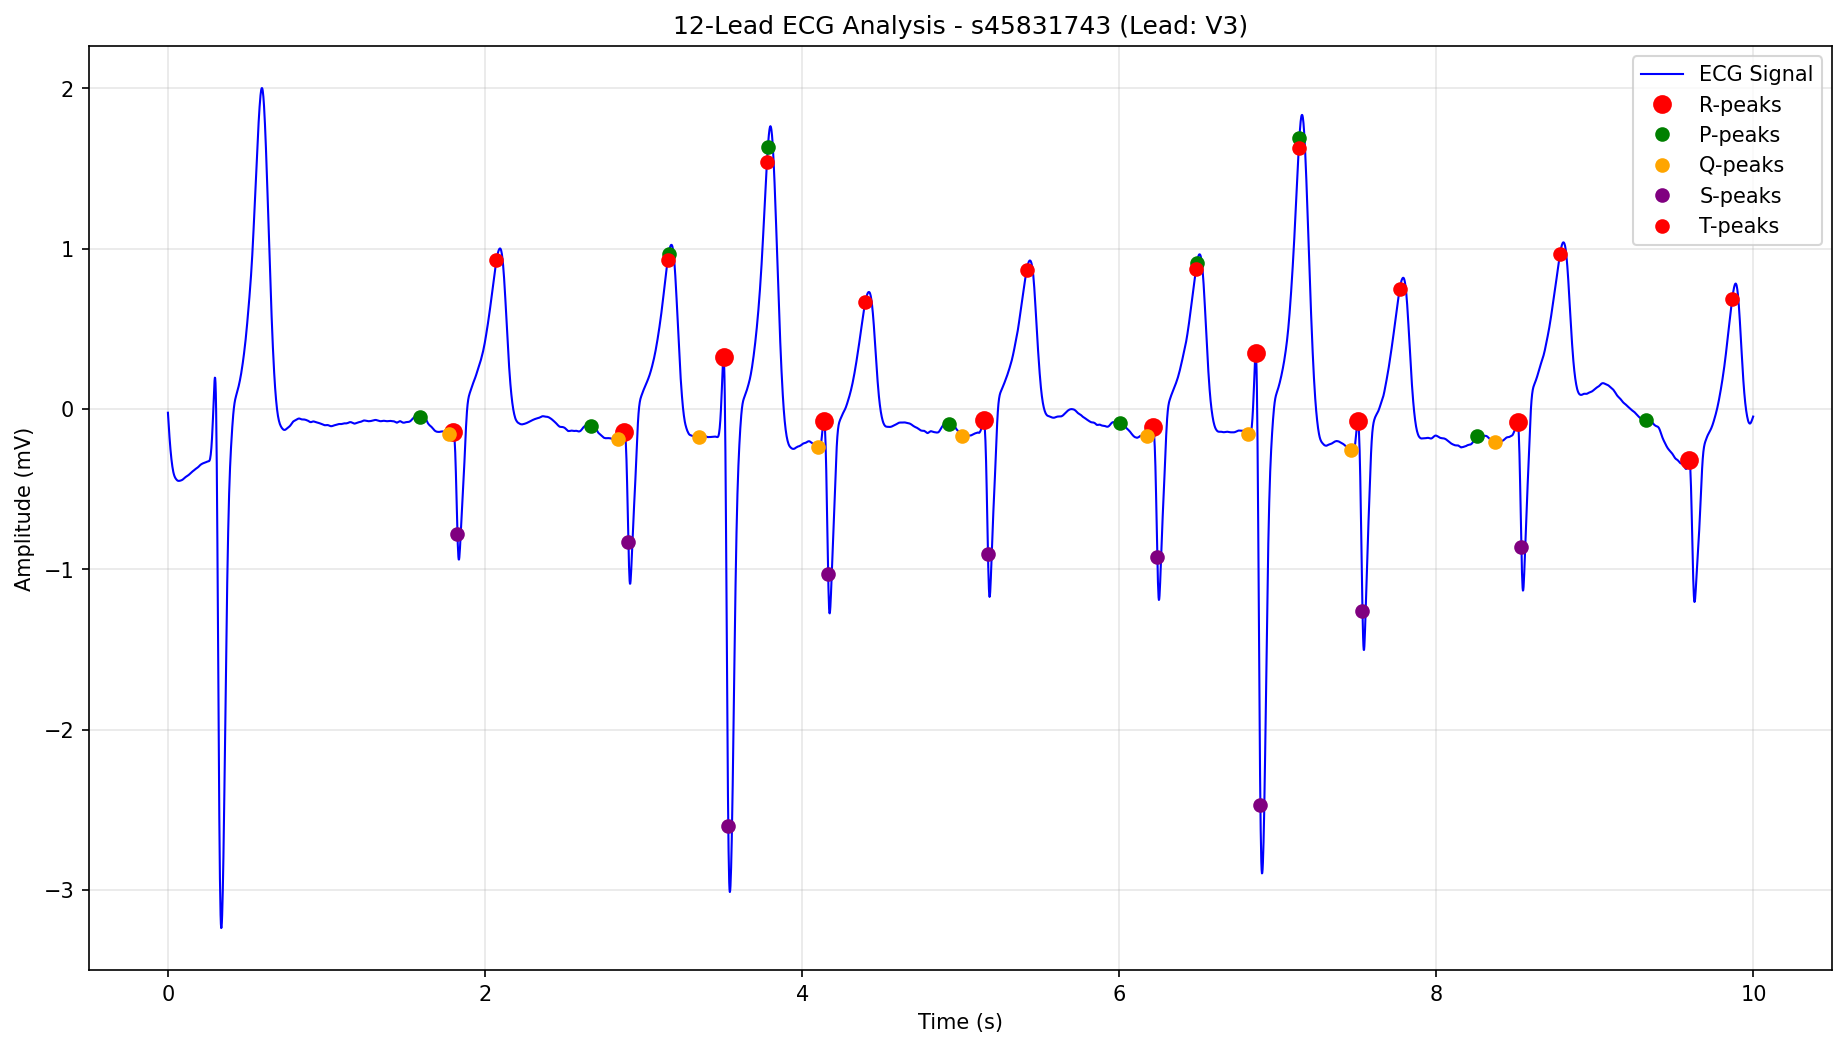 12-Lead ECG Analysis - s45831743 (Lead: V3)
ECG Signal
R-peaks
P-peaks
Q-peaks
S-peaks
T-peaks
2
1
0
−1
−2
−3
Amplitude (mV)
0 2 4 6 8 10
Time (s)